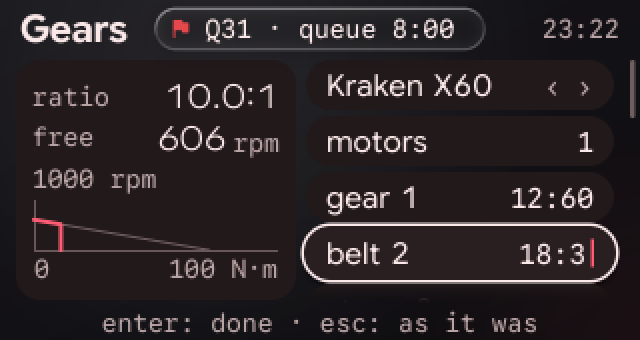 Gears
Q31 · queue 8:00
23:22
ratio 10.0:1
free 606 rpm
1000 rpm
0 100 N·m
Kraken X60 ‹ ›
motors 1
gear 1 12:60
belt 2 18:3
enter: done · esc: as it was